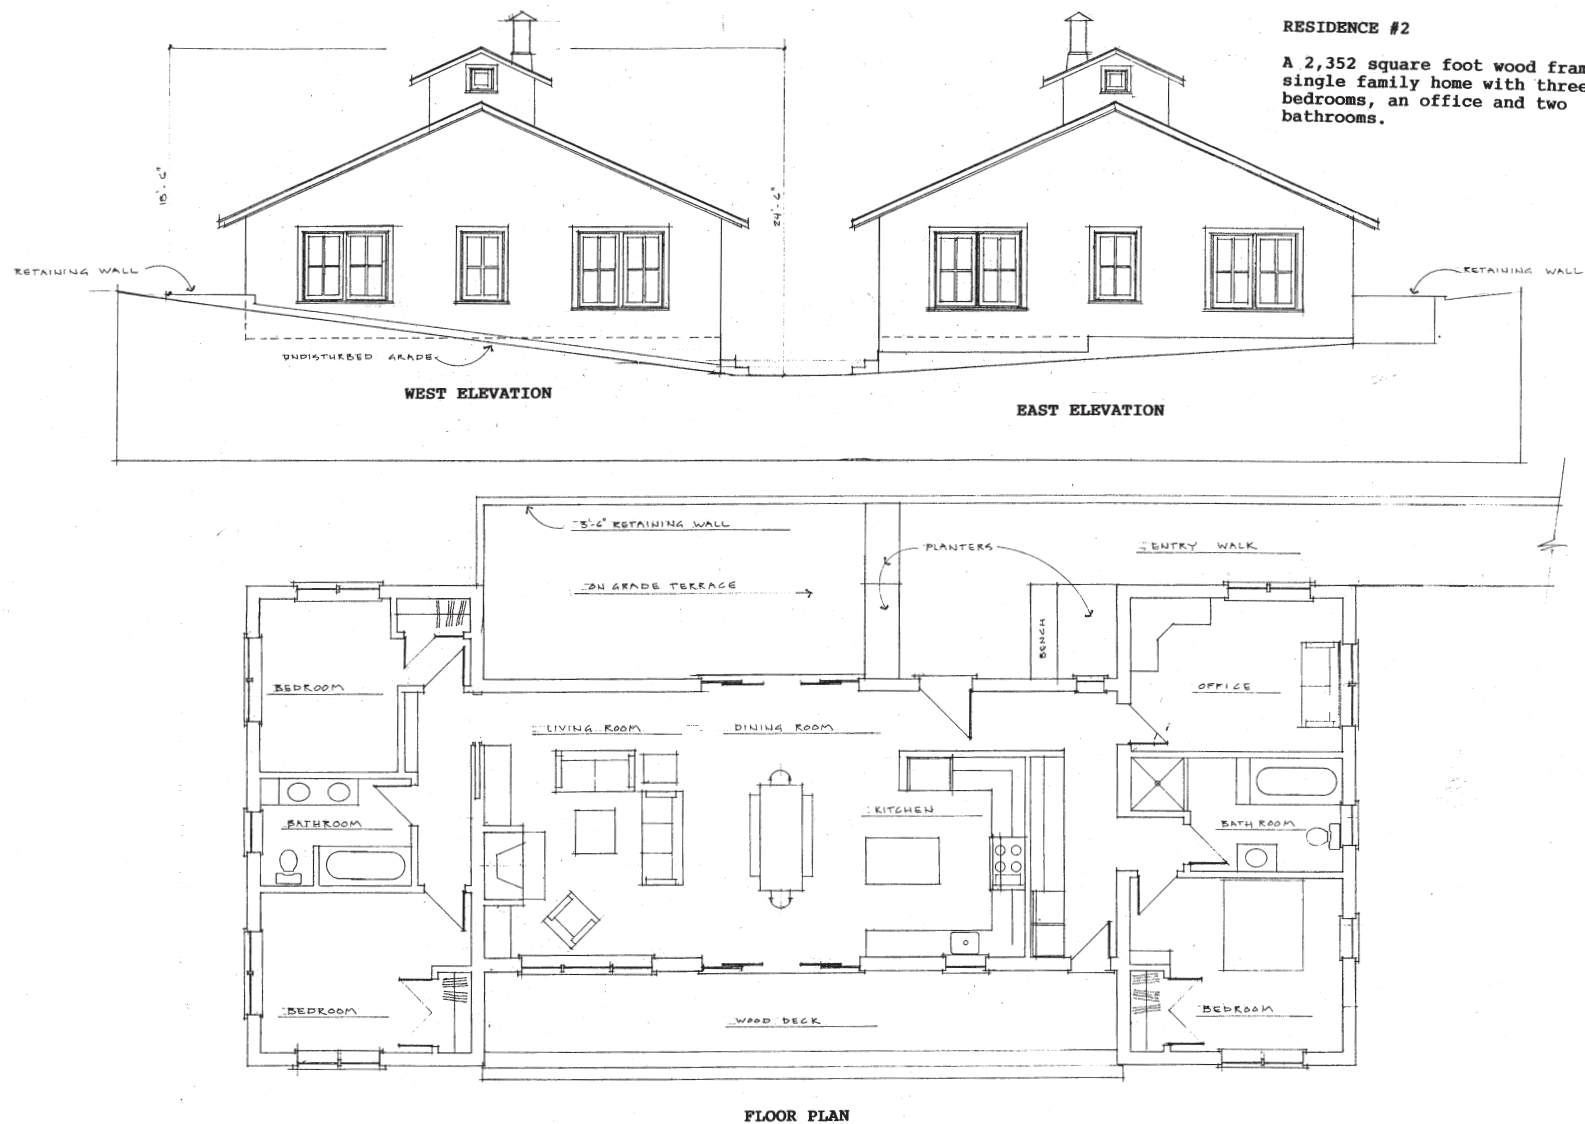 RESIDENCE #2
A 2,352 square foot wood fram
single family home with three
bedrooms, an office and two
bathrooms.
18'-6"
24'-6"
RETAINING WALL
RETAINING WALL
UNDISTURBED GRADE
WEST ELEVATION
EAST ELEVATION
3'-6" RETAINING WALL
PLANTERS
ENTRY WALK
ON GRADE TERRACE
BENCH
BEDROOM
OFFICE
LIVING ROOM
DINING ROOM
KITCHEN
BATHROOM
BATH ROOM
BEDROOM
BEDROOM
WOOD DECK
FLOOR PLAN